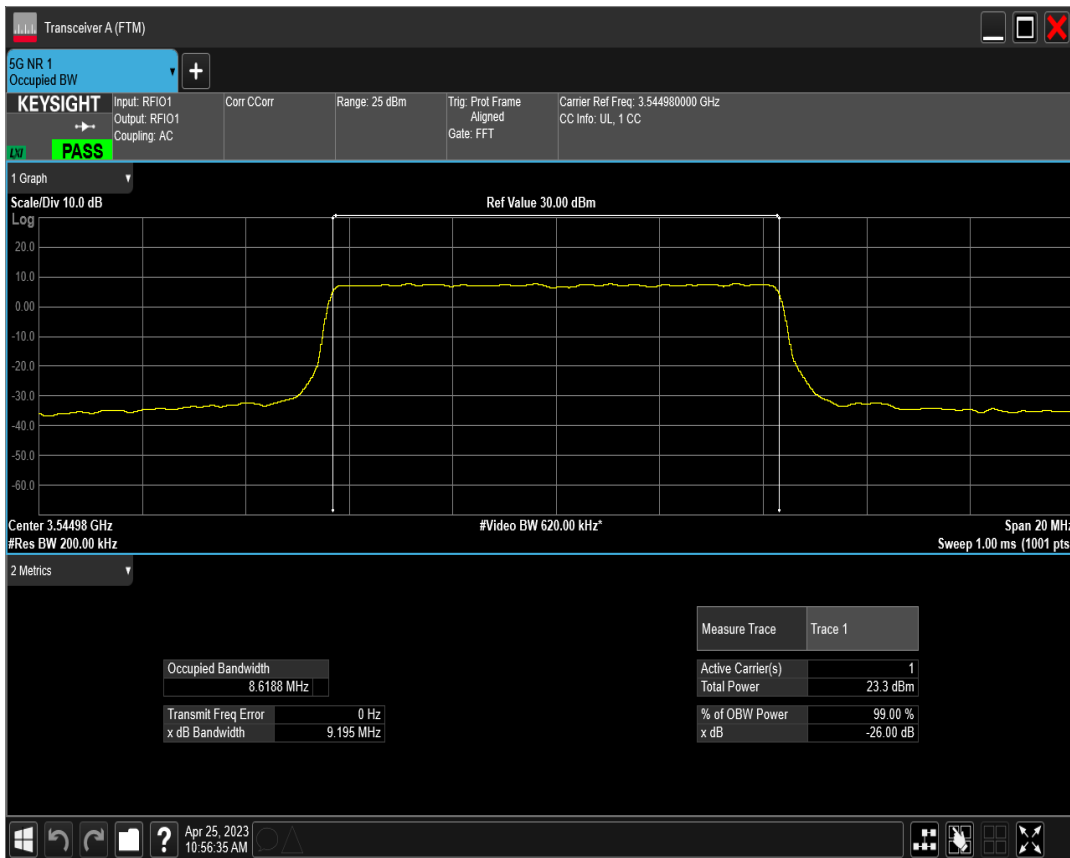 Transceiver A (FTM)
5G NR 1
Occupied BW
+
KEYSIGHT
LXI
PASS
Input: RFIO1
Output: RFIO1
Coupling: AC
Corr CCorr
Range: 25 dBm
Trig: Prot Frame
Aligned
Gate: FFT
Carrier Ref Freq: 3.544980000 GHz
CC Info: UL, 1 CC
1 Graph
Scale/Div 10.0 dB
Ref Value 30.00 dBm
Log
20.0
10.0
0.00
-10.0
-20.0
-30.0
-40.0
-50.0
-60.0
Center 3.54498 GHz
#Video BW 620.00 kHz*
Span 20 MHz
#Res BW 200.00 kHz
Sweep 1.00 ms (1001 pts
2 Metrics
Measure Trace Trace 1
Occupied Bandwidth
8.6188 MHz
Active Carrier(s) 1
Total Power 23.3 dBm
Transmit Freq Error 0 Hz
x dB Bandwidth 9.195 MHz
% of OBW Power 99.00 %
x dB -26.00 dB
?
Apr 25, 2023
10:56:35 AM